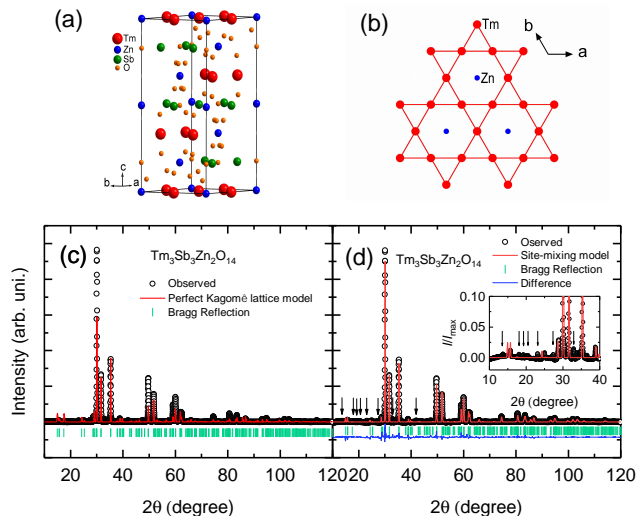 (a)
Tm
Zn
Sb
O
c
b
a
(b)
Tm
Zn
b
a
(c)
Tm3Sb3Zn2O14
Observed
Perfect Kagomé lattice model
Bragg Reflection
Intensity (arb. uni.)
20 40 60 80 100 120
2θ (degree)
(d)
Tm3Sb3Zn2O14
Oserved
Site-mixing model
Bragg Reflection
Difference
I/Imax
0.10
0.05
0.00
10 20 30 40
2θ (degree)
20 40 60 80 100 120
2θ (degree)